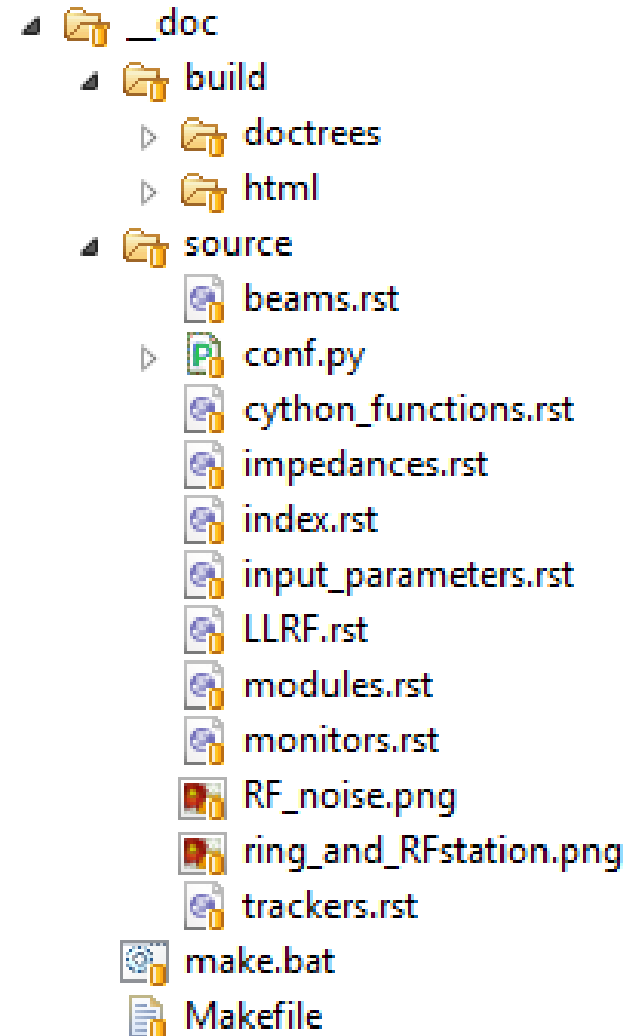 __doc
build
doctrees
html
source
beams.rst
conf.py
cython_functions.rst
impedances.rst
index.rst
input_parameters.rst
LLRF.rst
modules.rst
monitors.rst
RF_noise.png
ring_and_RFstation.png
trackers.rst
make.bat
Makefile